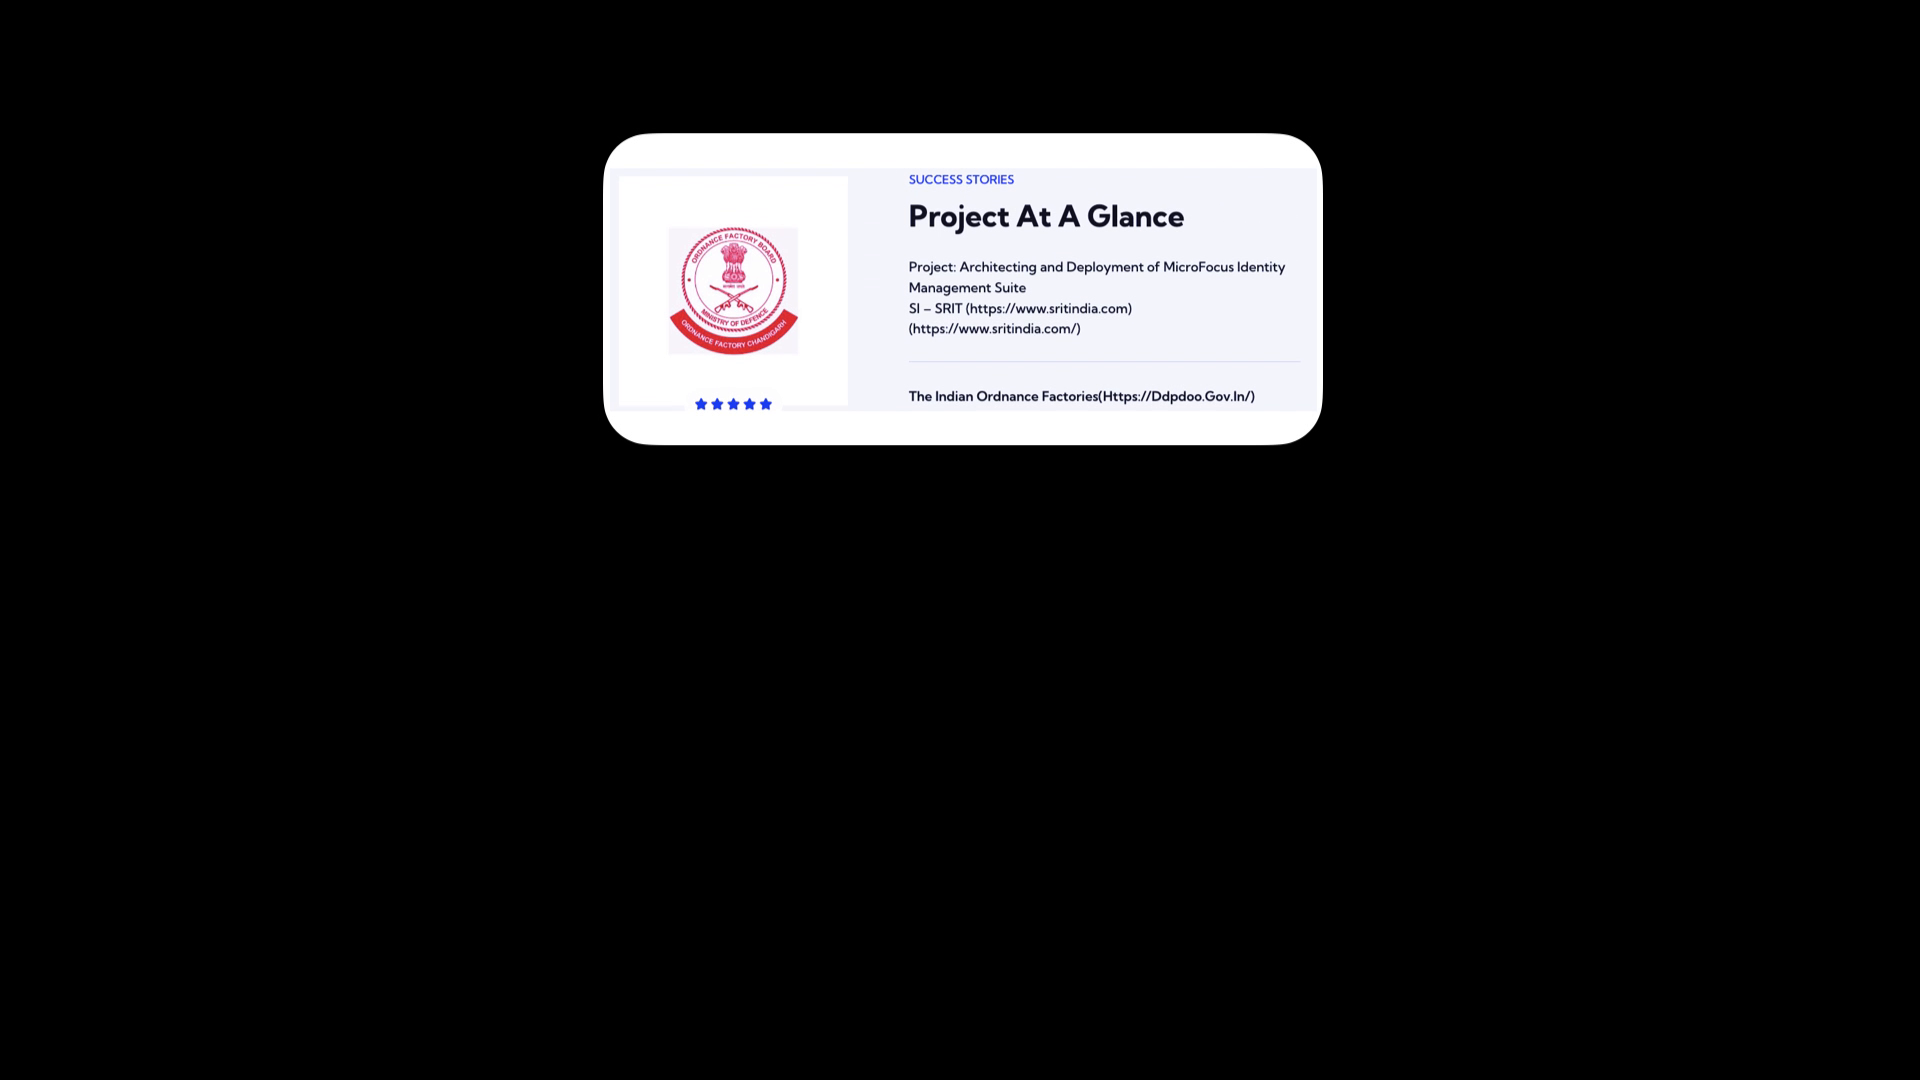 ORDNANCE FACTORY BOARD
MINISTRY OF DEFENCE
ORDNANCE FACTORY CHANDIGARH
SUCCESS STORIES
Project At A Glance
Project: Architecting and Deployment of MicroFocus Identity
Management Suite
SI – SRIT (https://www.sritindia.com)
(https://www.sritindia.com/)
The Indian Ordnance Factories(Https://Ddpdoo.Gov.In/)